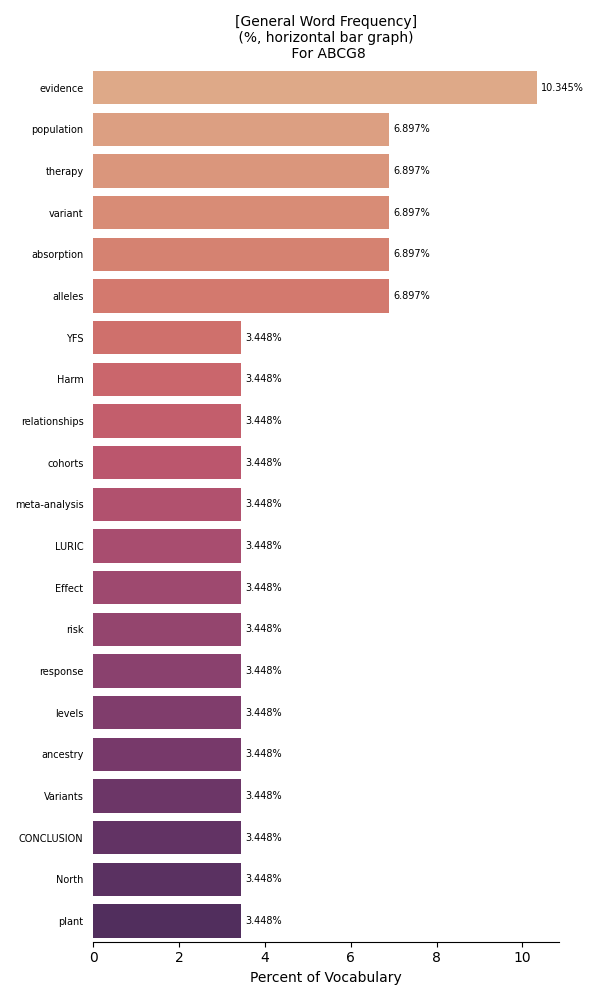 [General Word Frequency]
(%, horizontal bar graph)
For ABCG8
evidence 10.345%
population 6.897%
therapy 6.897%
variant 6.897%
absorption 6.897%
alleles 6.897%
YFS 3.448%
Harm 3.448%
relationships 3.448%
cohorts 3.448%
meta-analysis 3.448%
LURIC 3.448%
Effect 3.448%
risk 3.448%
response 3.448%
levels 3.448%
ancestry 3.448%
Variants 3.448%
CONCLUSION 3.448%
North 3.448%
plant 3.448%
0 2 4 6 8 10
Percent of Vocabulary